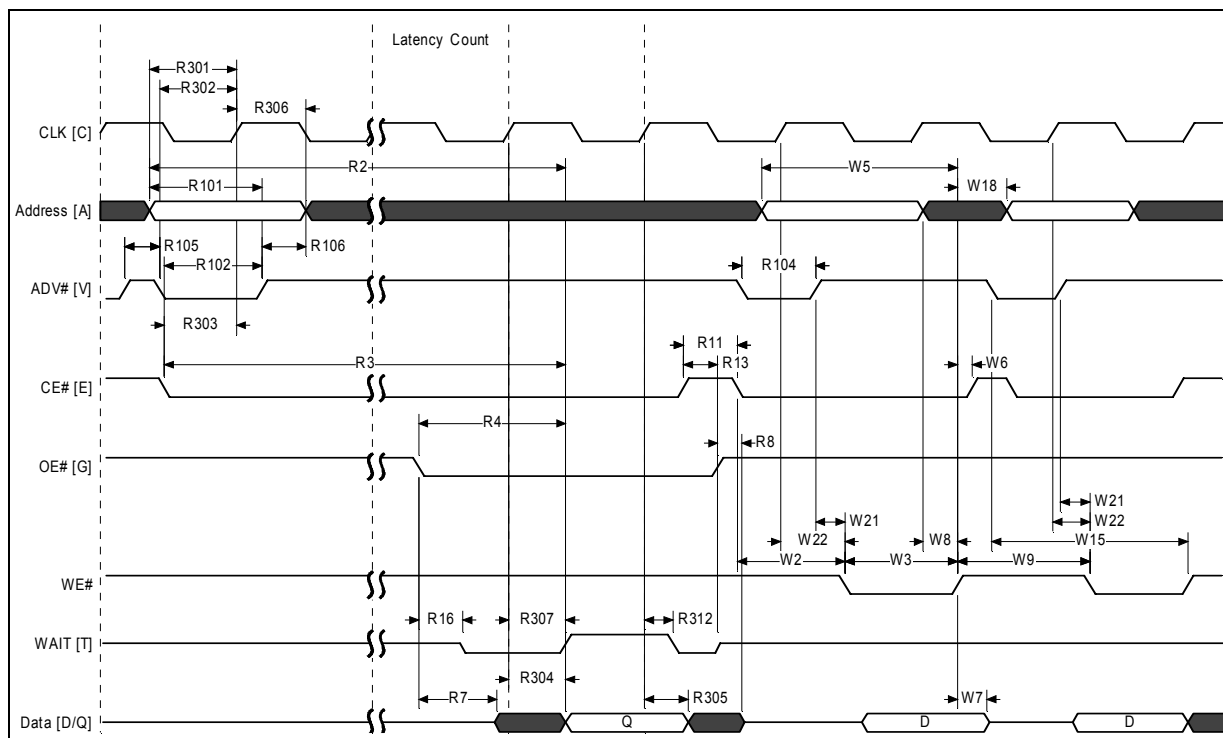 Latency Count
R301
R302
R306
CLK [C]
R2
W5
R101
W18
Address [A]
R105
R106
R102
R104
ADV# [V]
R303
R11
R3
R13
W6
CE# [E]
R4
R8
OE# [G]
W21
W21
W22
W22
W8
W15
W2
W3
W9
WE#
R16
R307
R312
WAIT [T]
R304
R7
R305
W7
Data [D/Q]
Q
D
D